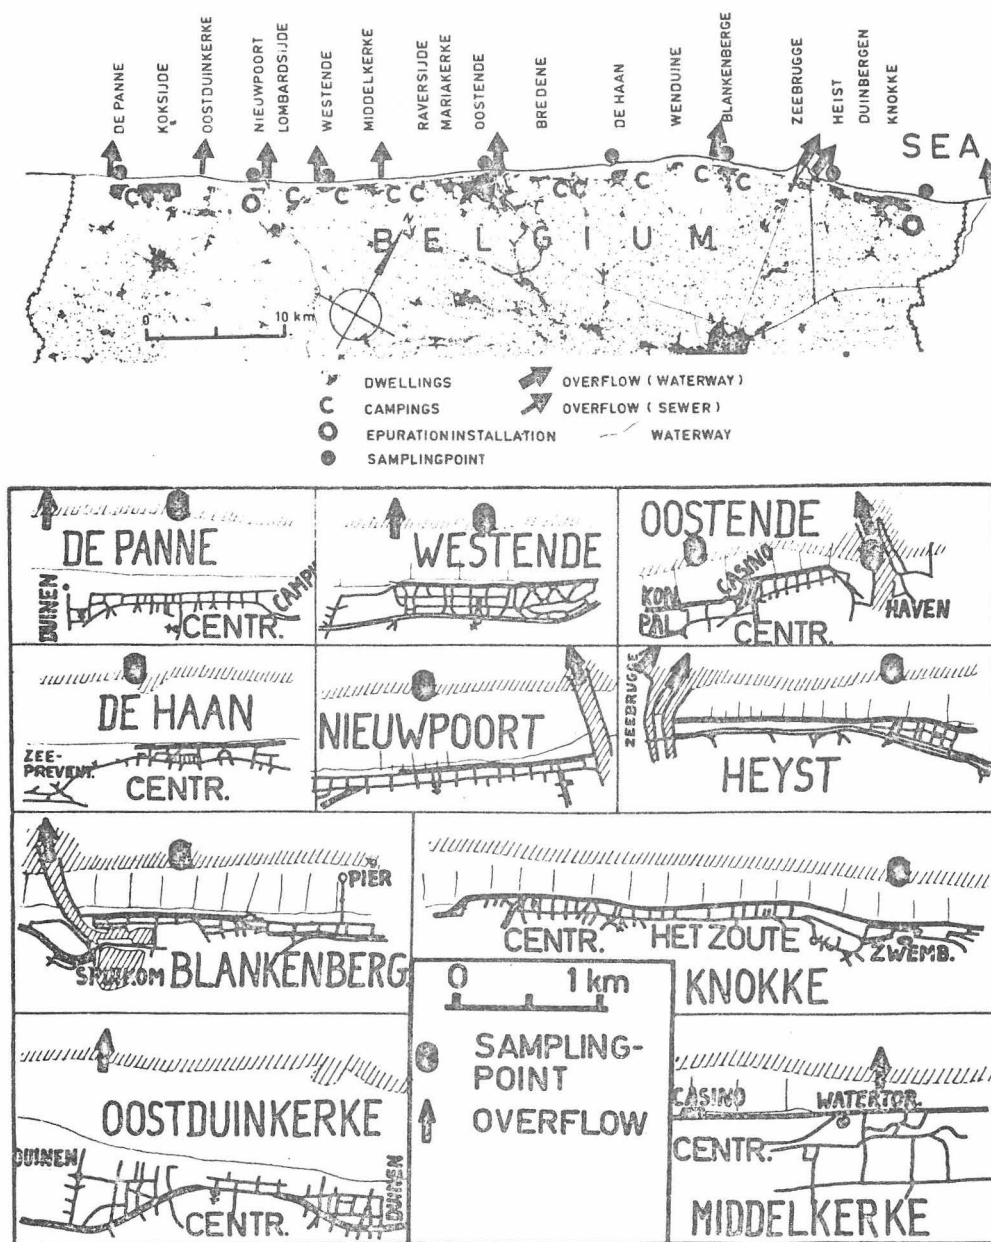 DE PANNE
KOKSIJDE
OOSTDUINKERKE
NIEUWPOORT
LOMBARDSIJDE
WESTENDE
MIDDELKERKE
RAVERSIJDE
MARIAKERKE
OOSTENDE
BREDENE
DE HAAN
WENDUINE
BLANKENBERGE
ZEEBRUGGE
HEIST
DUINBERGEN
KNOKKE
SEA
C C C C C C C C C C C C
BELGIUM
N
0 10 km
DWELLINGS
C CAMPINGS
EPURATION INSTALLATION
SAMPLINGPOINT
OVERFLOW (WATERWAY)
OVERFLOW (SEWER)
WATERWAY
DE PANNE
DUINEN
CENTR.
CAMPI
WESTENDE
OOSTENDE
CASINO
KON.
PAL.
CENTR.
HAVEN
DE HAAN
ZEE-
PREVENT.
CENTR.
NIEUWPOORT
ZEEBRUGGE
HEYST
PIER
SPUIKOM
BLANKENBERG.
CENTR.
HET ZOUTE
ZWEMB.
KNOKKE
0 1 km
SAMPLING-
POINT
OVERFLOW
OOSTDUINKERKE
DUINEN
CENTR.
DUINEN
CASINO
WATERTOR.
CENTR.
MIDDELKERKE